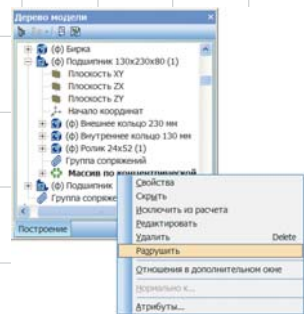 Дерево модели
(ф) Бирка
(ф) Подшипник 130x230x80 (1)
Плоскость XY
Плоскость ZX
Плоскость ZY
Начало координат
(ф) Внешнее кольцо 230 мм
(ф) Внутреннее кольцо 130 мм
(ф) Ролик 24x52 (1)
Группа сопряжений
Массив по концентрической
(ф) Подшипник
Группа сопряже
Построение
Свойства
Скрыть
Исключить из расчета
Редактировать
Удалить Delete
Разрушить
Отношения в дополнительном окне
Нормально к...
Атрибуты...